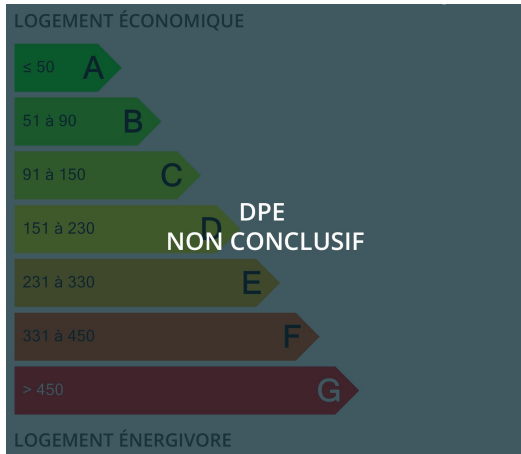 LOGEMENT ÉCONOMIQUE
≤ 50 A
51 à 90 B
91 à 150 C
DPE
151 à 230 D
NON CONCLUSIF
231 à 330 E
331 à 450 F
> 450 G
LOGEMENT ÉNERGIVORE